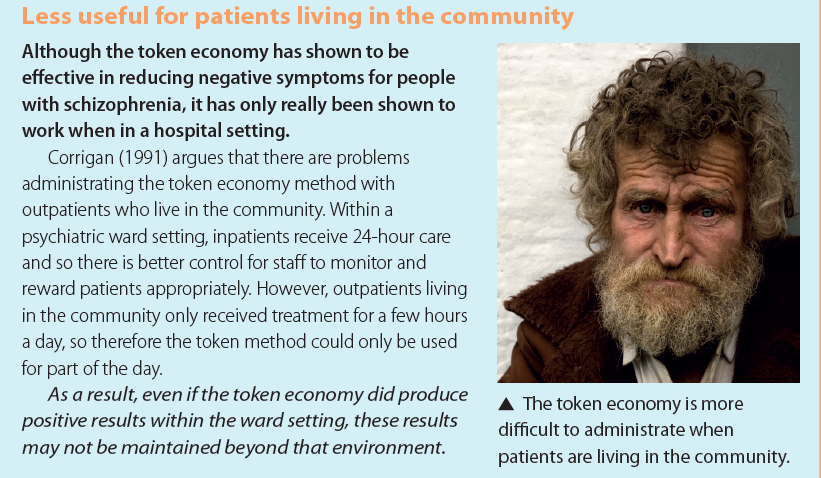 Less useful for patients living in the community
Although the token economy has shown to be
effective in reducing negative symptoms for people
with schizophrenia, it has only really been shown to
work when in a hospital setting.
Corrigan (1991) argues that there are problems
administrating the token economy method with
outpatients who live in the community. Within a
psychiatric ward setting, inpatients receive 24-hour care
and so there is better control for staff to monitor and
reward patients appropriately. However, outpatients living
in the community only received treatment for a few hours
a day, so therefore the token method could only be used
for part of the day.
As a result, even if the token economy did produce
positive results within the ward setting, these results
may not be maintained beyond that environment.
▲ The token economy is more
difficult to administrate when
patients are living in the community.